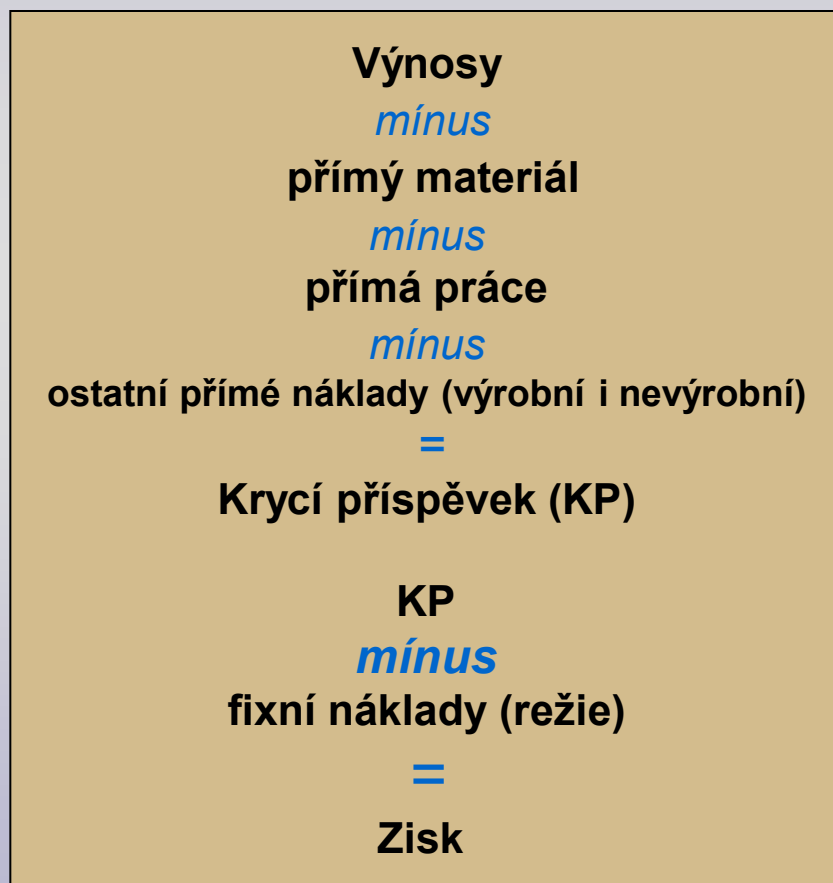 Výnosy
mínus
přímý materiál
mínus
přímá práce
mínus
ostatní přímé náklady (výrobní i nevýrobní)
=
Krycí příspěvek (KP)
KP
mínus
fixní náklady (režie)
=
Zisk